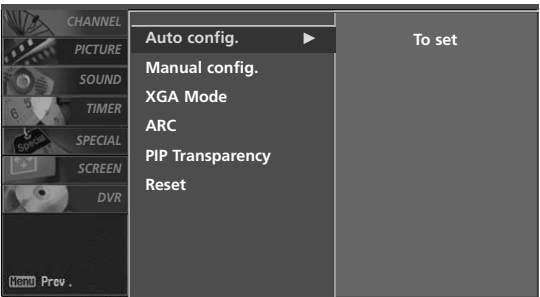 CHANNEL
PICTURE
SOUND
TIMER
SPECIAL
SCREEN
DVR
Menu Prev .
Auto config. ▶
Manual config.
XGA Mode
ARC
PIP Transparency
Reset
To set